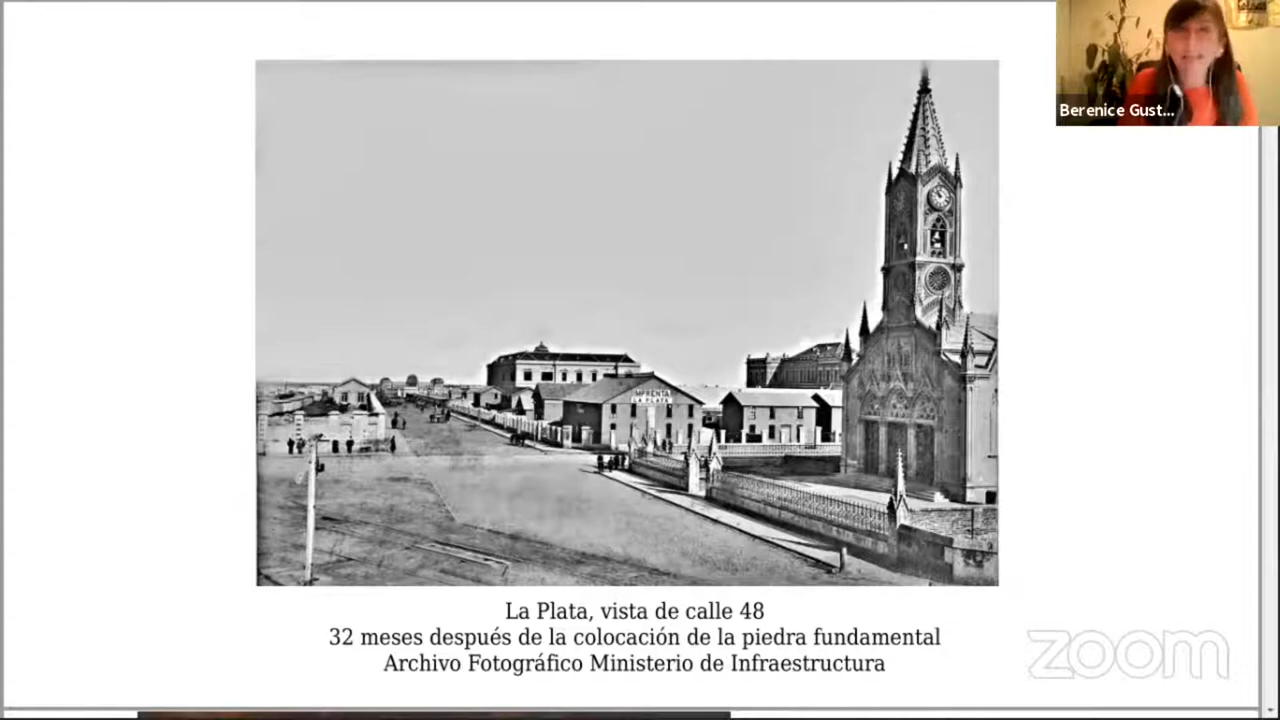 Berenice Gust...
IMPRENTA
LA PLATA
La Plata, vista de calle 48
32 meses después de la colocación de la piedra fundamental
Archivo Fotográfico Ministerio de Infraestructura
zoom